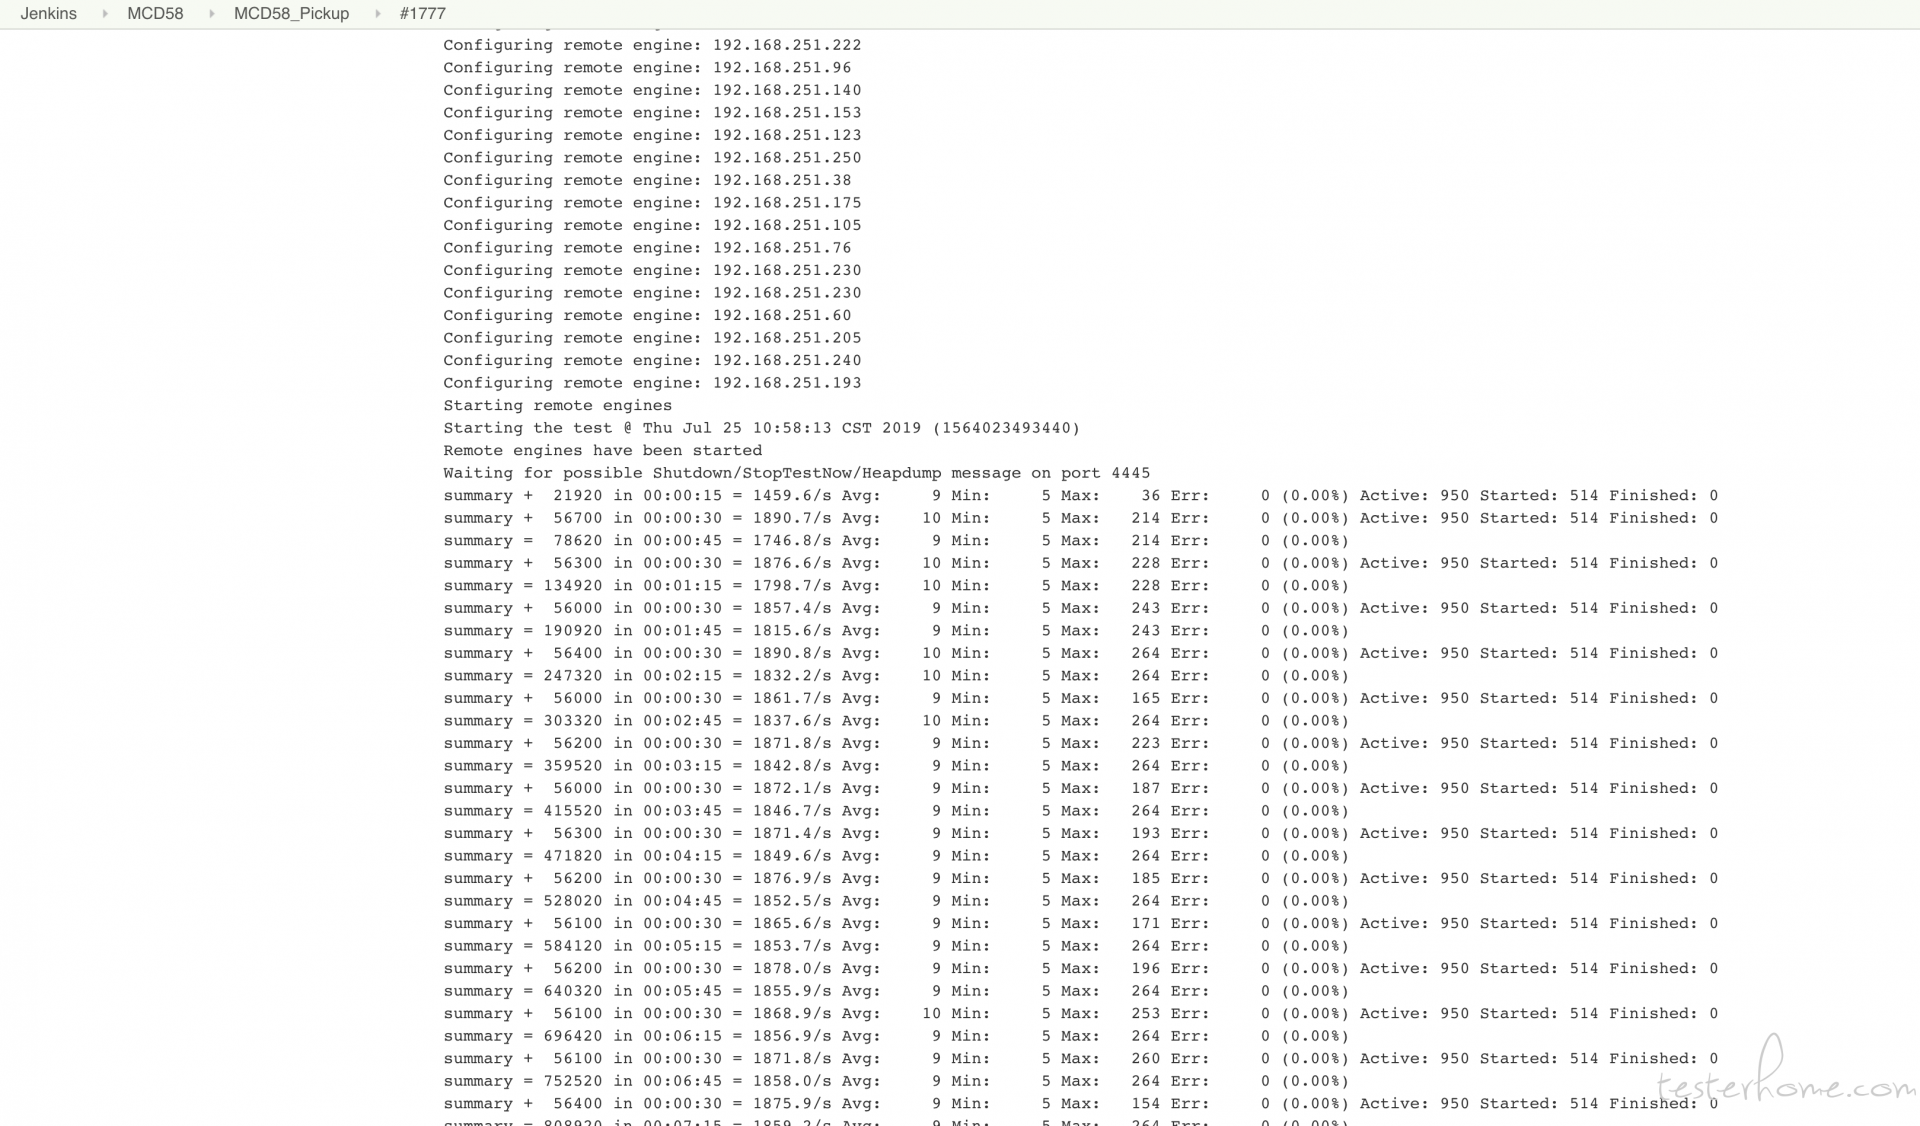 Jenkins MCD58 MCD58_Pickup #1777
Configuring remote engine: 192.168.251.222
Configuring remote engine: 192.168.251.96
Configuring remote engine: 192.168.251.140
Configuring remote engine: 192.168.251.153
Configuring remote engine: 192.168.251.123
Configuring remote engine: 192.168.251.250
Configuring remote engine: 192.168.251.38
Configuring remote engine: 192.168.251.175
Configuring remote engine: 192.168.251.105
Configuring remote engine: 192.168.251.76
Configuring remote engine: 192.168.251.230
Configuring remote engine: 192.168.251.230
Configuring remote engine: 192.168.251.60
Configuring remote engine: 192.168.251.205
Configuring remote engine: 192.168.251.240
Configuring remote engine: 192.168.251.193
Starting remote engines
Starting the test @ Thu Jul 25 10:58:13 CST 2019 (1564023493440)
Remote engines have been started
Waiting for possible Shutdown/StopTestNow/Heapdump message on port 4445
summary + 21920 in 00:00:15 = 1459.6/s Avg: 9 Min: 5 Max: 36 Err: 0 (0.00%) Active: 950 Started: 514 Finished: 0
summary + 56700 in 00:00:30 = 1890.7/s Avg: 10 Min: 5 Max: 214 Err: 0 (0.00%) Active: 950 Started: 514 Finished: 0
summary = 78620 in 00:00:45 = 1746.8/s Avg: 9 Min: 5 Max: 214 Err: 0 (0.00%)
summary + 56300 in 00:00:30 = 1876.6/s Avg: 10 Min: 5 Max: 228 Err: 0 (0.00%) Active: 950 Started: 514 Finished: 0
summary = 134920 in 00:01:15 = 1798.7/s Avg: 10 Min: 5 Max: 228 Err: 0 (0.00%)
summary + 56000 in 00:00:30 = 1857.4/s Avg: 9 Min: 5 Max: 243 Err: 0 (0.00%) Active: 950 Started: 514 Finished: 0
summary = 190920 in 00:01:45 = 1815.6/s Avg: 9 Min: 5 Max: 243 Err: 0 (0.00%)
summary + 56400 in 00:00:30 = 1890.8/s Avg: 10 Min: 5 Max: 264 Err: 0 (0.00%) Active: 950 Started: 514 Finished: 0
summary = 247320 in 00:02:15 = 1832.2/s Avg: 10 Min: 5 Max: 264 Err: 0 (0.00%)
summary + 56000 in 00:00:30 = 1861.7/s Avg: 9 Min: 5 Max: 165 Err: 0 (0.00%) Active: 950 Started: 514 Finished: 0
summary = 303320 in 00:02:45 = 1837.6/s Avg: 10 Min: 5 Max: 264 Err: 0 (0.00%)
summary + 56200 in 00:00:30 = 1871.8/s Avg: 9 Min: 5 Max: 223 Err: 0 (0.00%) Active: 950 Started: 514 Finished: 0
summary = 359520 in 00:03:15 = 1842.8/s Avg: 9 Min: 5 Max: 264 Err: 0 (0.00%)
summary + 56000 in 00:00:30 = 1872.1/s Avg: 9 Min: 5 Max: 187 Err: 0 (0.00%) Active: 950 Started: 514 Finished: 0
summary = 415520 in 00:03:45 = 1846.7/s Avg: 9 Min: 5 Max: 264 Err: 0 (0.00%)
summary + 56300 in 00:00:30 = 1871.4/s Avg: 9 Min: 5 Max: 193 Err: 0 (0.00%) Active: 950 Started: 514 Finished: 0
summary = 471820 in 00:04:15 = 1849.6/s Avg: 9 Min: 5 Max: 264 Err: 0 (0.00%)
summary + 56200 in 00:00:30 = 1876.9/s Avg: 9 Min: 5 Max: 185 Err: 0 (0.00%) Active: 950 Started: 514 Finished: 0
summary = 528020 in 00:04:45 = 1852.5/s Avg: 9 Min: 5 Max: 264 Err: 0 (0.00%)
summary + 56100 in 00:00:30 = 1865.6/s Avg: 9 Min: 5 Max: 171 Err: 0 (0.00%) Active: 950 Started: 514 Finished: 0
summary = 584120 in 00:05:15 = 1853.7/s Avg: 9 Min: 5 Max: 264 Err: 0 (0.00%)
summary + 56200 in 00:00:30 = 1878.0/s Avg: 9 Min: 5 Max: 196 Err: 0 (0.00%) Active: 950 Started: 514 Finished: 0
summary = 640320 in 00:05:45 = 1855.9/s Avg: 9 Min: 5 Max: 264 Err: 0 (0.00%)
summary + 56100 in 00:00:30 = 1868.9/s Avg: 10 Min: 5 Max: 253 Err: 0 (0.00%) Active: 950 Started: 514 Finished: 0
summary = 696420 in 00:06:15 = 1856.9/s Avg: 9 Min: 5 Max: 264 Err: 0 (0.00%)
summary + 56100 in 00:00:30 = 1871.8/s Avg: 9 Min: 5 Max: 260 Err: 0 (0.00%) Active: 950 Started: 514 Finished: 0
summary = 752520 in 00:06:45 = 1858.0/s Avg: 9 Min: 5 Max: 264 Err: 0 (0.00%)
summary + 56400 in 00:00:30 = 1875.9/s Avg: 9 Min: 5 Max: 154 Err: 0 (0.00%) Active: 950 Started: 514 Finished: 0
summary = 808920 in 00:07:15 = 1859.2/s Avg: 9 Min: 5 Max: 264 Err: 0 (0.00%)
testerhome.com